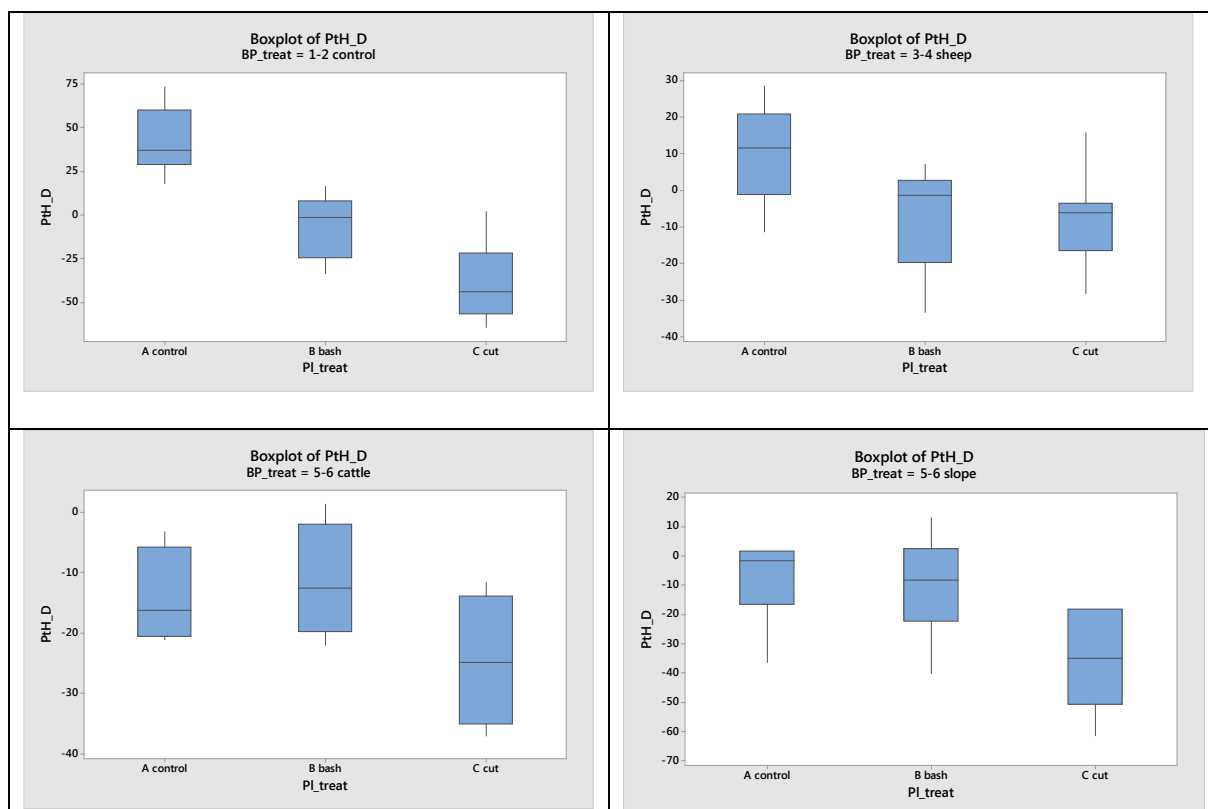 Boxplot of PtH_D
BP_treat = 1-2 control
75
50
25
0
-25
-50
PtH_D
A control
B bash
C cut
Pl_treat
Boxplot of PtH_D
BP_treat = 3-4 sheep
30
20
10
0
-10
-20
-30
-40
PtH_D
A control
B bash
C cut
Pl_treat
Boxplot of PtH_D
BP_treat = 5-6 cattle
0
-10
-20
-30
-40
PtH_D
A control
B bash
C cut
Pl_treat
Boxplot of PtH_D
BP_treat = 5-6 slope
20
10
0
-10
-20
-30
-40
-50
-60
-70
PtH_D
A control
B bash
C cut
Pl_treat